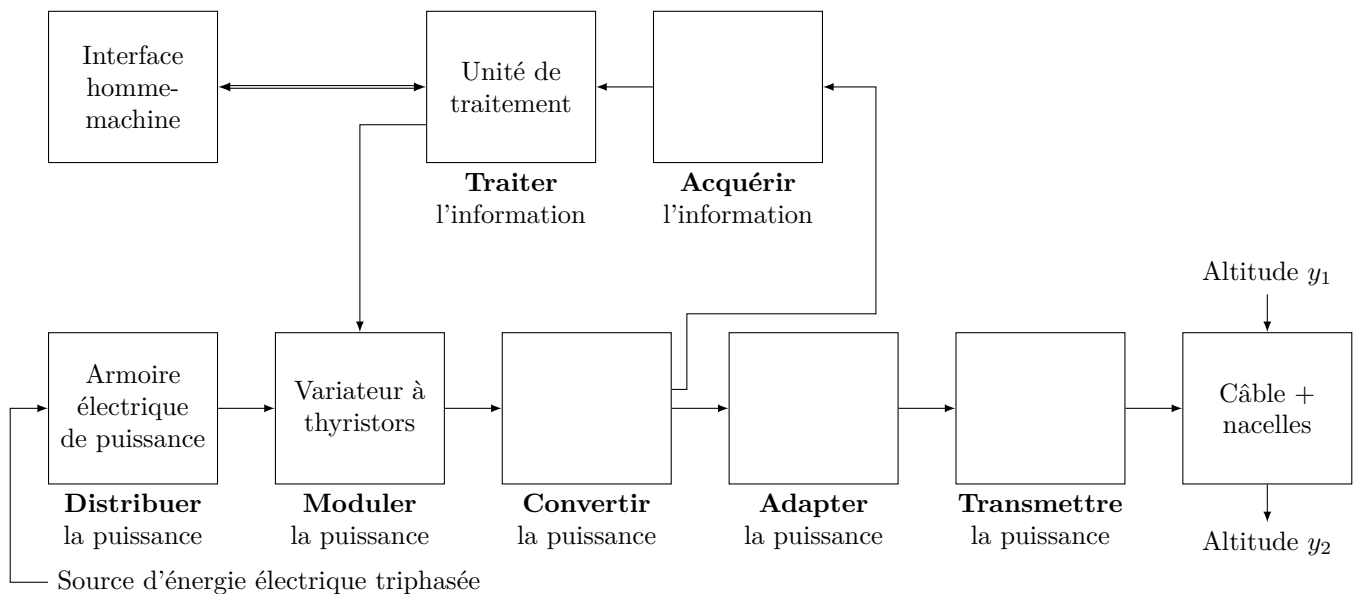 Interface
homme-
machine
Unité de
traitement
Traiter
l'information
Acquérir
l'information
Altitude y₁
Armoire
électrique
de puissance
Distribuer
la puissance
Variateur à
thyristors
Moduler
la puissance
Convertir
la puissance
Adapter
la puissance
Transmettre
la puissance
Câble +
nacelles
Altitude y₂
Source d'énergie électrique triphasée